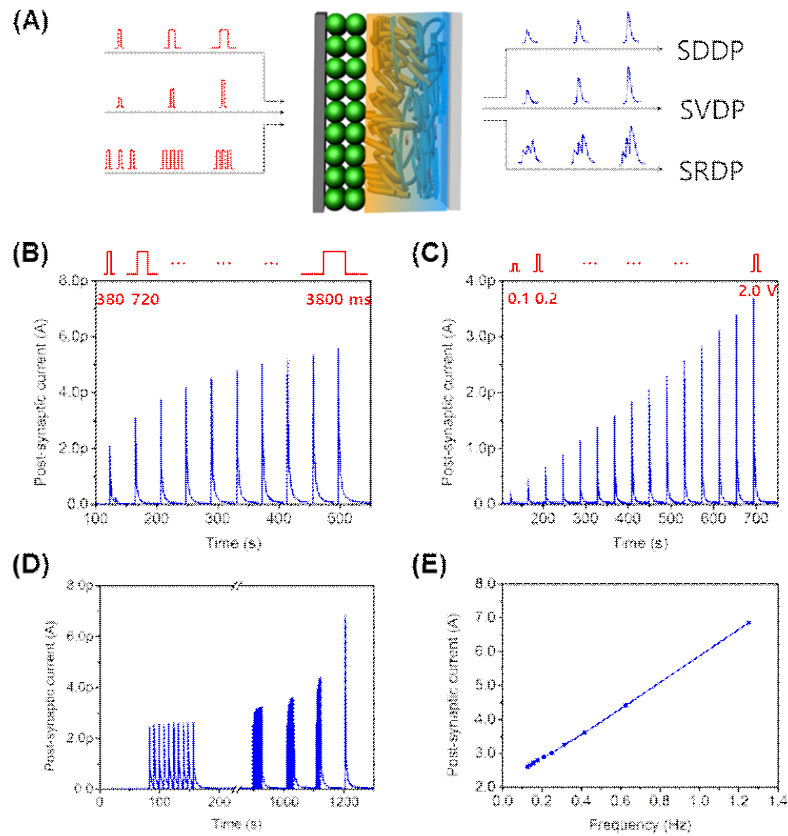 (A)
SDDP
SVDP
SRDP
(B)
380 720 ... ... ... 3800 ms
8.0p
6.0p
4.0p
2.0p
0.0
Post-synaptic current (A)
100 200 300 400 500
Time (s)
(C)
0.1 0.2 ... ... ... 2.0 V
4.0p
3.0p
2.0p
1.0p
0.0
Post-synaptic current (A)
200 300 400 500 600 700
Time (s)
(D)
8.0p
6.0p
4.0p
2.0p
0.0
Post-synaptic current (A)
0 200 1000 1200
Time (s)
(E)
8.0
7.0
6.0
5.0
4.0
3.0
2.0
Post-synaptic current (A)
0.0 0.2 0.4 0.6 0.8 1.0 1.2 1.4
Frequency (Hz)